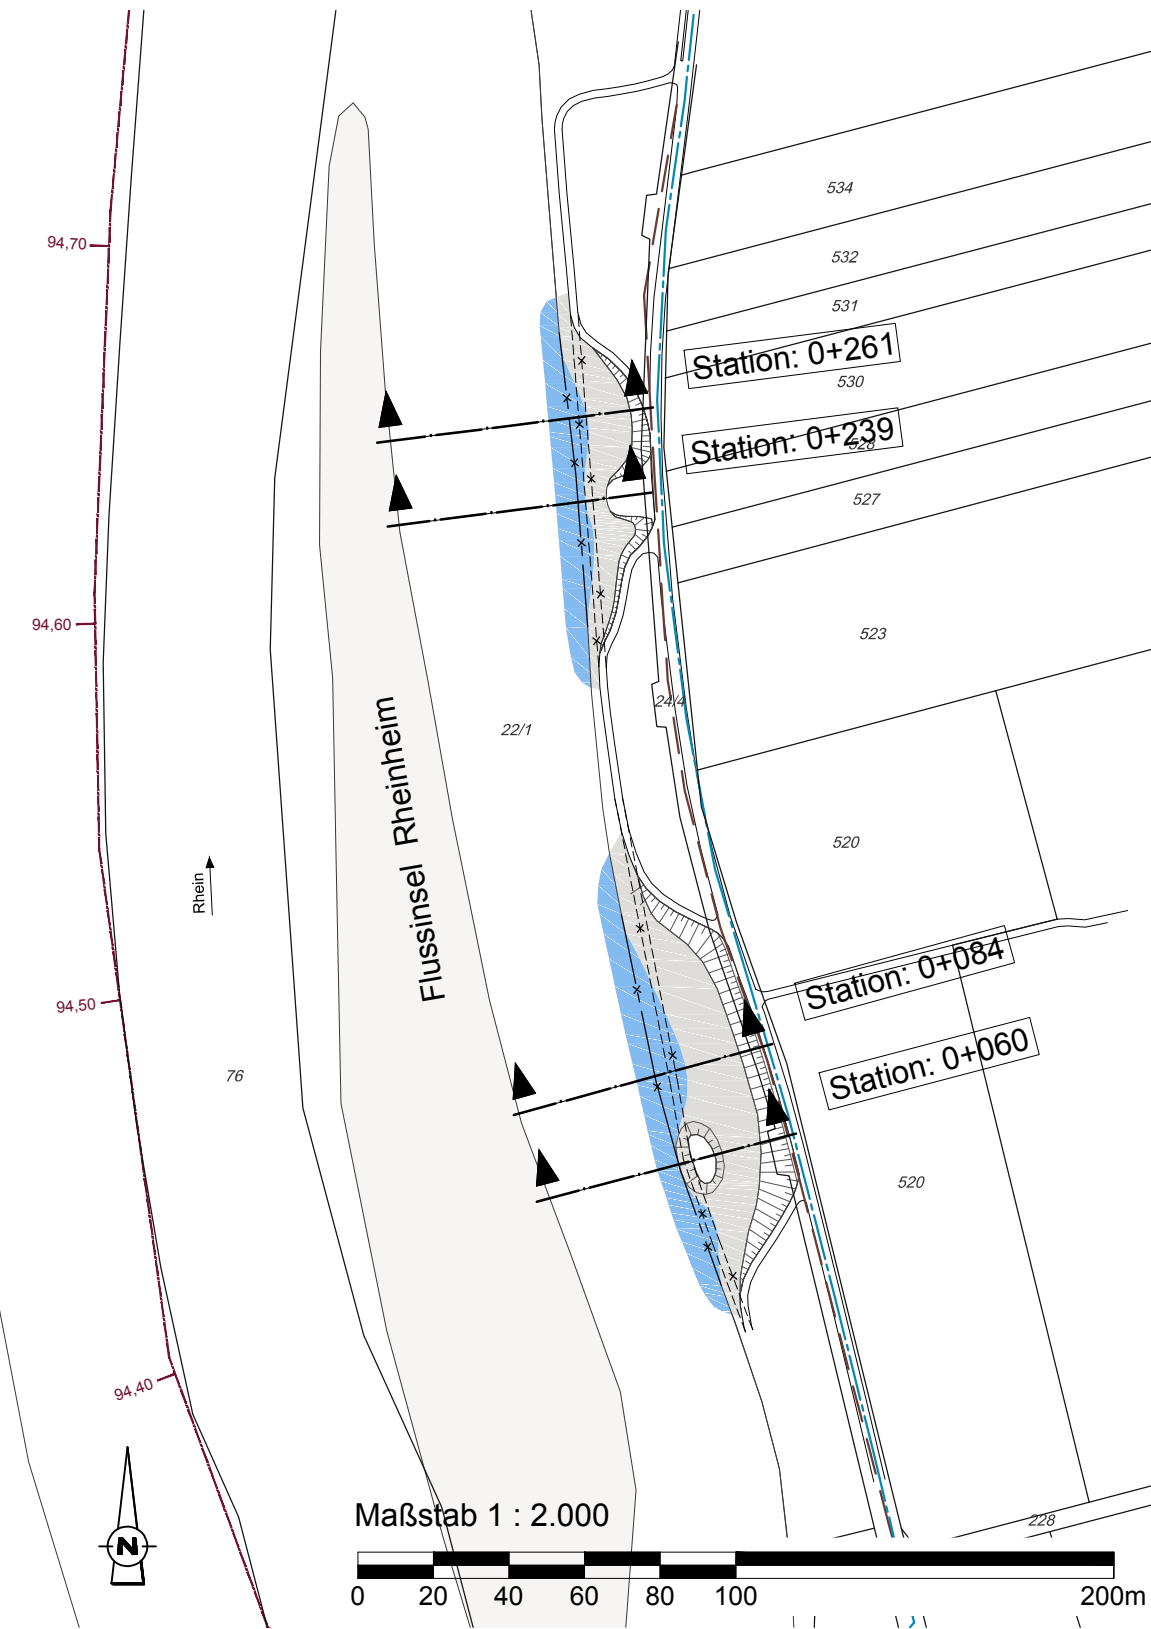 534
94,70
532
531
Station: 0+261
530
Station: 0+239
528
527
94,60
523
24/4
22/1
Flussinsel Rheinheim
520
Rhein
Station: 0+084
94,50
Station: 0+060
76
520
94,40
Maßstab 1 : 2.000
228
N
0 20 40 60 80 100 200m